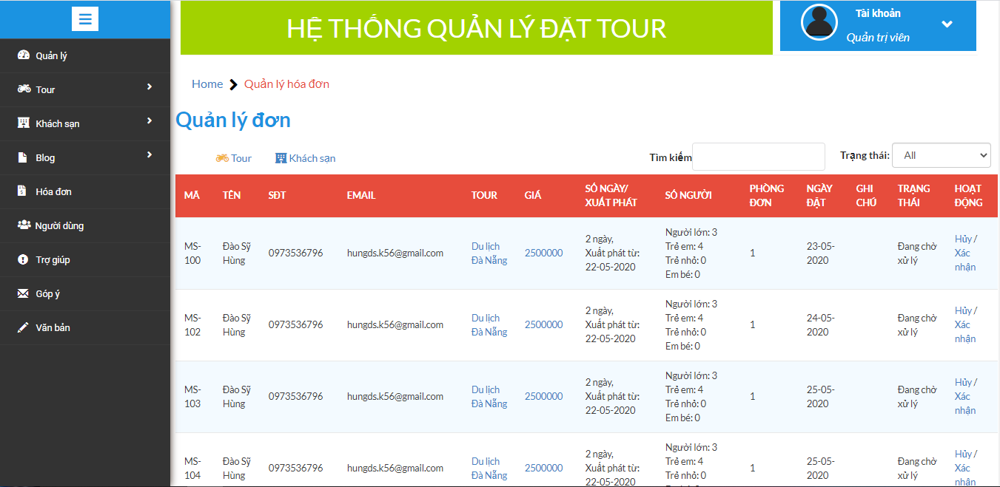 HỆ THỐNG QUẢN LÝ ĐẶT TOUR
Tài khoản
Quản trị viên
Quản lý
Tour
Khách sạn
Blog
Hóa đơn
Người dùng
Trợ giúp
Góp ý
Văn bản
Home Quản lý hóa đơn
Quản lý đơn
Tour Khách sạn Tìm kiếm Trạng thái: All
MÃ TÊN SĐT EMAIL TOUR GIÁ SỐ NGÀY/ XUẤT PHÁT SỐ NGƯỜI PHÒNG ĐƠN NGÀY ĐẶT GHI CHÚ TRẠNG THÁI HOẠT ĐỘNG
MS-
100
Đào Sỹ
Hùng
0973536796
hungds.k56@gmail.com
Du lịch
Đà Nẵng
2500000
2 ngày,
Xuất phát từ:
22-05-2020
Người lớn: 3
Trẻ em: 4
Trẻ nhỏ: 0
Em bé: 0
1
23-05-
2020
Đang chờ
xử lý
Hủy /
Xác
nhận
MS-
102
Đào Sỹ
Hùng
0973536796
hungds.k56@gmail.com
Du lịch
Đà Nẵng
2500000
2 ngày,
Xuất phát từ:
22-05-2020
Người lớn: 3
Trẻ em: 4
Trẻ nhỏ: 0
Em bé: 0
1
24-05-
2020
Đang chờ
xử lý
Hủy /
Xác
nhận
MS-
103
Đào Sỹ
Hùng
0973536796
hungds.k56@gmail.com
Du lịch
Đà Nẵng
2500000
2 ngày,
Xuất phát từ:
22-05-2020
Người lớn: 3
Trẻ em: 4
Trẻ nhỏ: 0
Em bé: 0
1
25-05-
2020
Đang chờ
xử lý
Hủy /
Xác
nhận
MS-
104
Đào Sỹ
Hùng
0973536796
hungds.k56@gmail.com
Du lịch
Đà Nẵng
2500000
2 ngày,
Xuất phát từ:
22-05-2020
Người lớn: 3
Trẻ em: 4
Trẻ nhỏ: 0
1
25-05-
2020
Đang chờ
xử lý
Hủy /
Xác
nhận